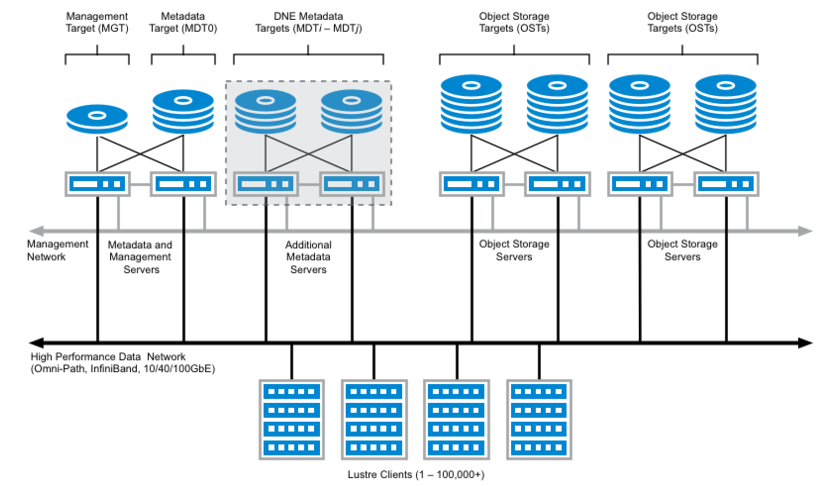 Management
Target (MGT)
Metadata
Target (MDT0)
DNE Metadata
Targets (MDTi – MDTj)
Object Storage
Targets (OSTs)
Object Storage
Targets (OSTs)
Management
Network
Metadata and
Management
Servers
Additional
Metadata
Servers
Object Storage
Servers
Object Storage
Servers
High Performance Data Network
(Omni-Path, InfiniBand, 10/40/100GbE)
Lustre Clients (1 – 100,000+)